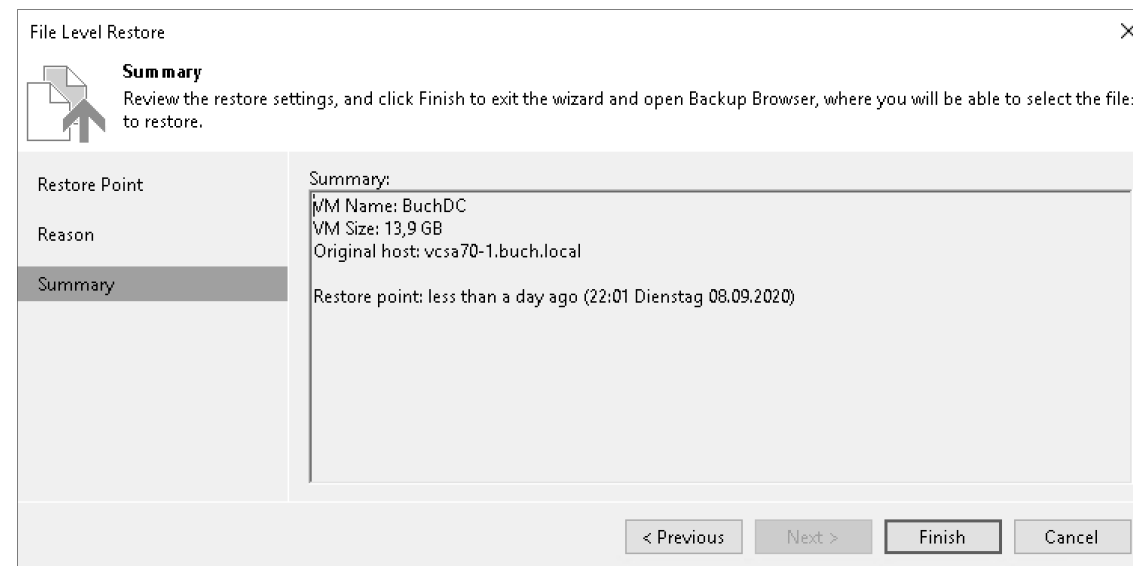 File Level Restore
Summary
Review the restore settings, and click Finish to exit the wizard and open Backup Browser, where you will be able to select the file
to restore.
Restore Point
Reason
Summary
Summary:
VM Name: BuchDC
VM Size: 13,9 GB
Original host: vcsa70-1.buch.local
Restore point: less than a day ago (22:01 Dienstag 08.09.2020)
< Previous
Next >
Finish
Cancel